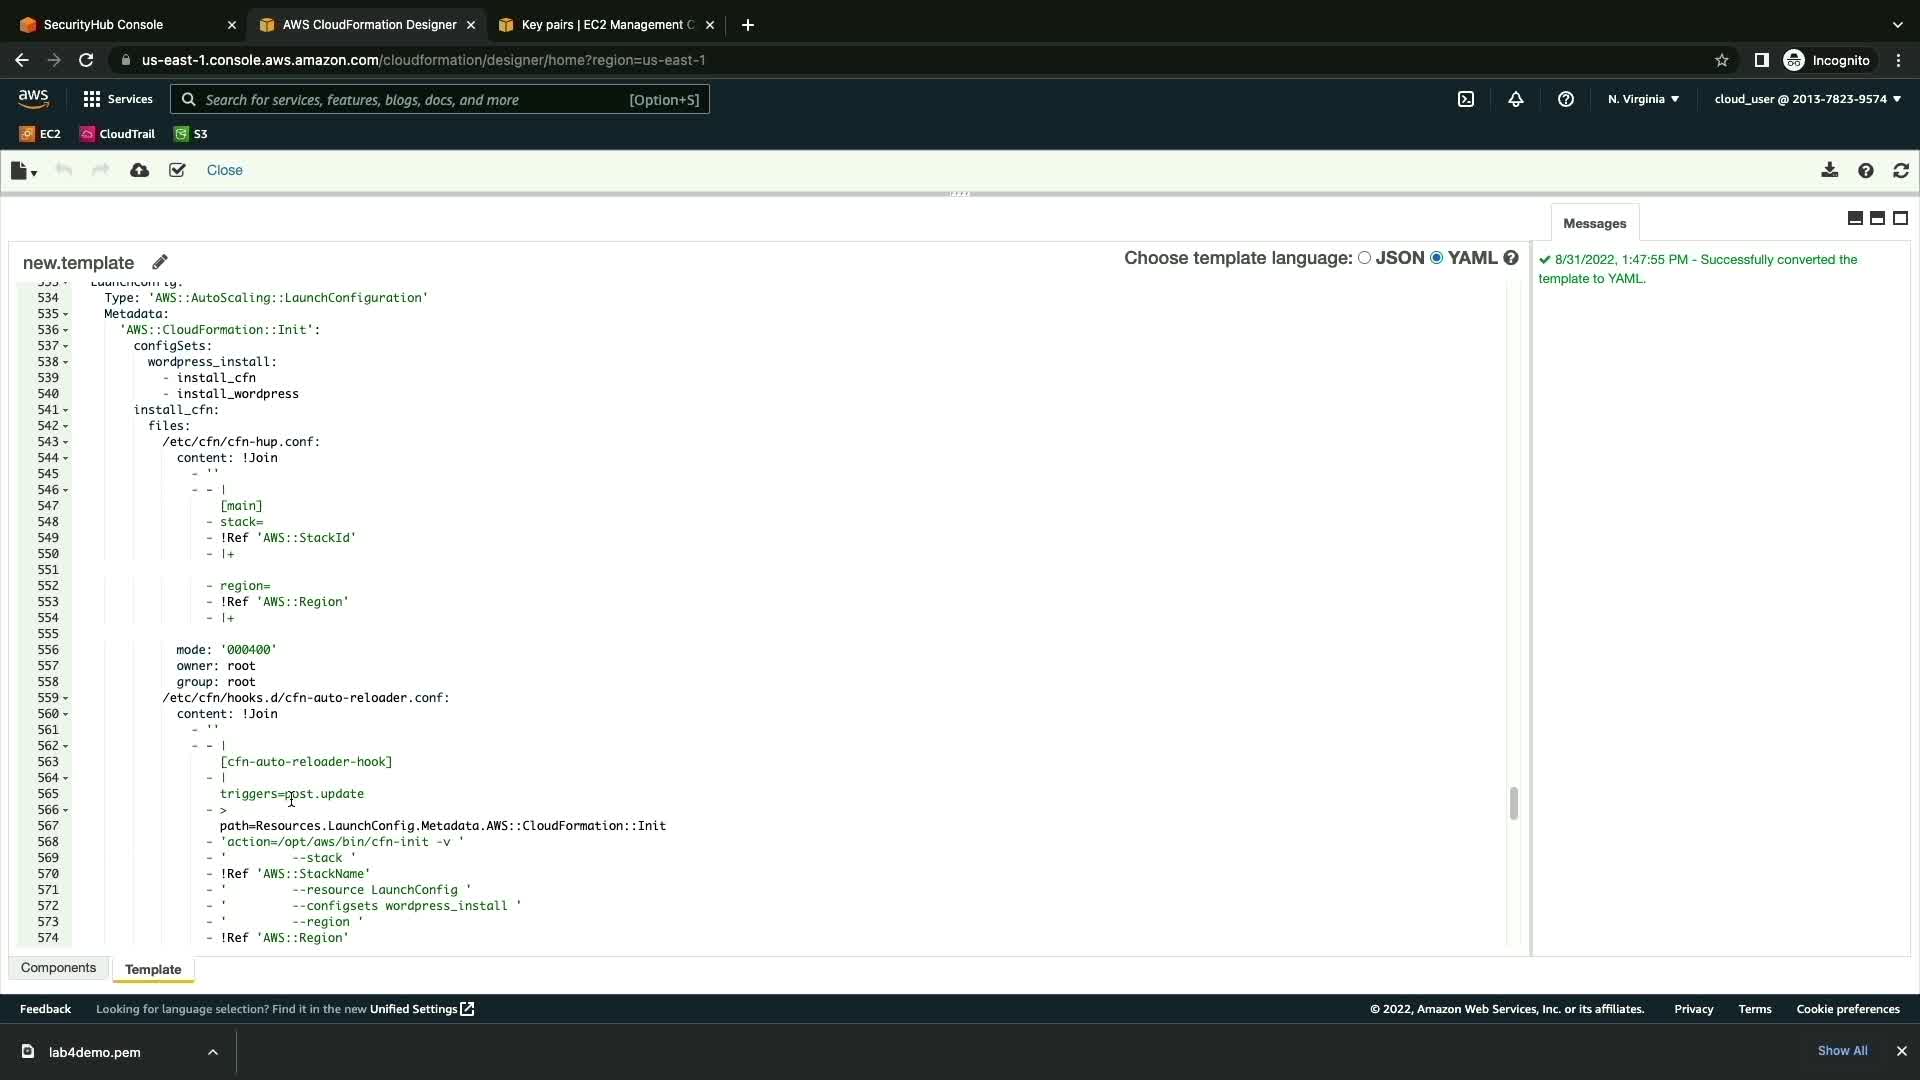 SecurityHub Console
AWS CloudFormation Designer
Key pairs | EC2 Management C
us-east-1.console.aws.amazon.com/cloudformation/designer/home?region=us-east-1
Incognito
aws
Services
Search for services, features, blogs, docs, and more
[Option+S]
N. Virginia
cloud_user @ 2013-7823-9574
EC2
CloudTrail
S3
Close
Messages
new.template
Choose template language: JSON YAML
8/31/2022, 1:47:55 PM - Successfully converted the
template to YAML.
533 LaunchConfig:
534 Type: 'AWS::AutoScaling::LaunchConfiguration'
535 Metadata:
536 'AWS::CloudFormation::Init':
537 configSets:
538 wordpress_install:
539 - install_cfn
540 - install_wordpress
541 install_cfn:
542 files:
543 /etc/cfn/cfn-hup.conf:
544 content: !Join
545 - ''
546 - - |
547 [main]
548 - stack=
549 - !Ref 'AWS::StackId'
550 - |+
551
552 - region=
553 - !Ref 'AWS::Region'
554 - |+
555
556 mode: '000400'
557 owner: root
558 group: root
559 /etc/cfn/hooks.d/cfn-auto-reloader.conf:
560 content: !Join
561 - ''
562 - - |
563 [cfn-auto-reloader-hook]
564 - |
565 triggers=post.update
566 - >
567 path=Resources.LaunchConfig.Metadata.AWS::CloudFormation::Init
568 - 'action=/opt/aws/bin/cfn-init -v '
569 - '         --stack '
570 - !Ref 'AWS::StackName'
571 - '         --resource LaunchConfig '
572 - '         --configsets wordpress_install '
573 - '         --region '
574 - !Ref 'AWS::Region'
Components
Template
Feedback
Looking for language selection? Find it in the new Unified Settings
© 2022, Amazon Web Services, Inc. or its affiliates.
Privacy
Terms
Cookie preferences
lab4demo.pem
Show All